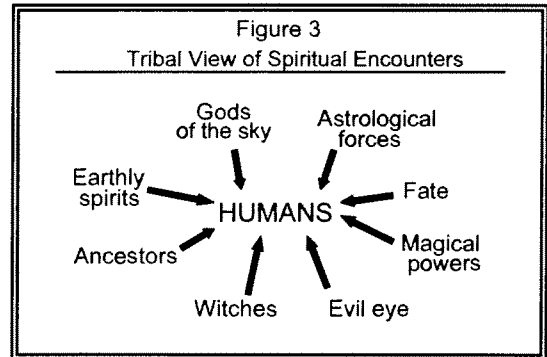 Figure 3
Tribal View of Spiritual Encounters
Gods
of the sky
Astrological
forces
Earthly
spirits
Fate
HUMANS
Ancestors
Magical
powers
Witches
Evil eye